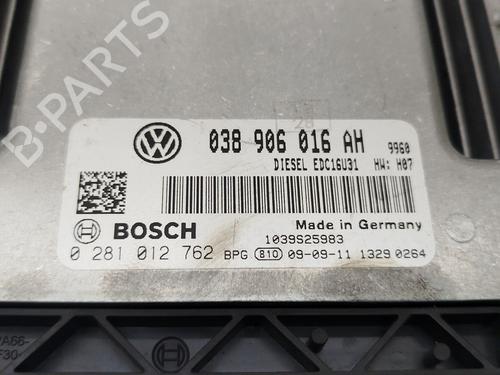 B-PARTS
28
038 906 016 AH 9960
DIESEL EDC16U31 HW: H07
Made in Germany
BOSCH 1039S25983
0 281 012 762 BPG 810 09-09-11 1329 0264